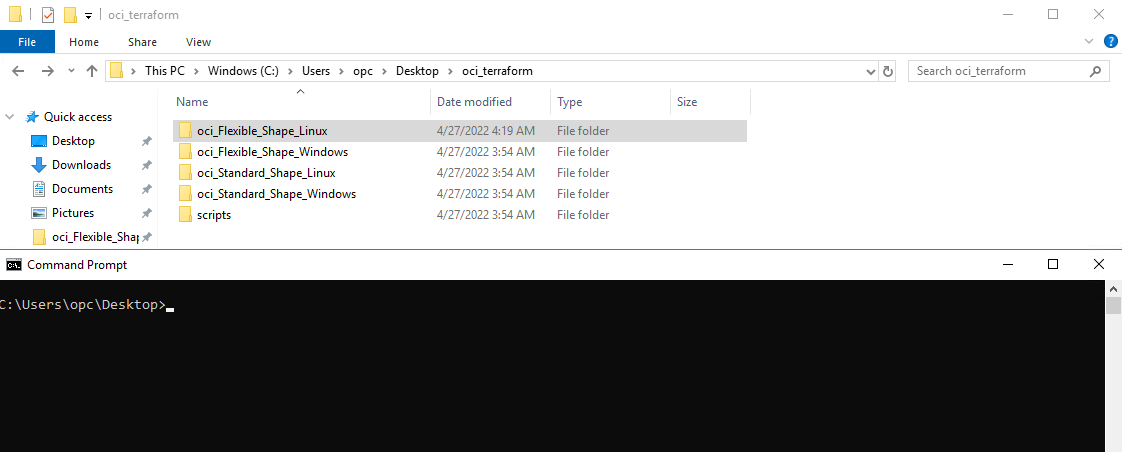 oci_terraform
File Home Share View
This PC Windows (C:) Users opc Desktop oci_terraform Search oci_terraform
Name Date modified Type Size
Quick access
Desktop
Downloads
Documents
Pictures
oci_Flexible_Shap
oci_Flexible_Shape_Linux 4/27/2022 4:19 AM File folder
oci_Flexible_Shape_Windows 4/27/2022 3:54 AM File folder
oci_Standard_Shape_Linux 4/27/2022 3:54 AM File folder
oci_Standard_Shape_Windows 4/27/2022 3:54 AM File folder
scripts 4/27/2022 3:54 AM File folder
Command Prompt
C:\Users\opc\Desktop>